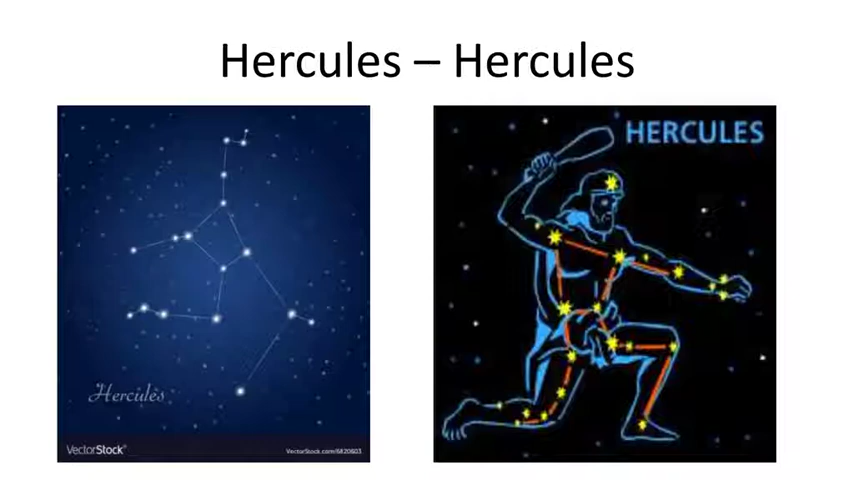 Hercules – Hercules
HERCULES
Hercules
VectorStock®
VectorStock.com/6820603